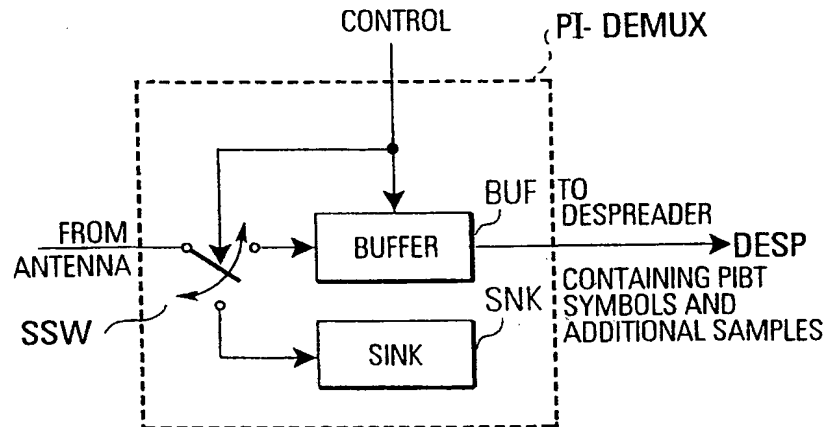 CONTROL
PI- DEMUX
BUF
TO
DESPREADER
FROM
ANTENNA
BUFFER
DESP
CONTAINING PIBT
SYMBOLS AND
ADDITIONAL SAMPLES
SSW
SNK
SINK